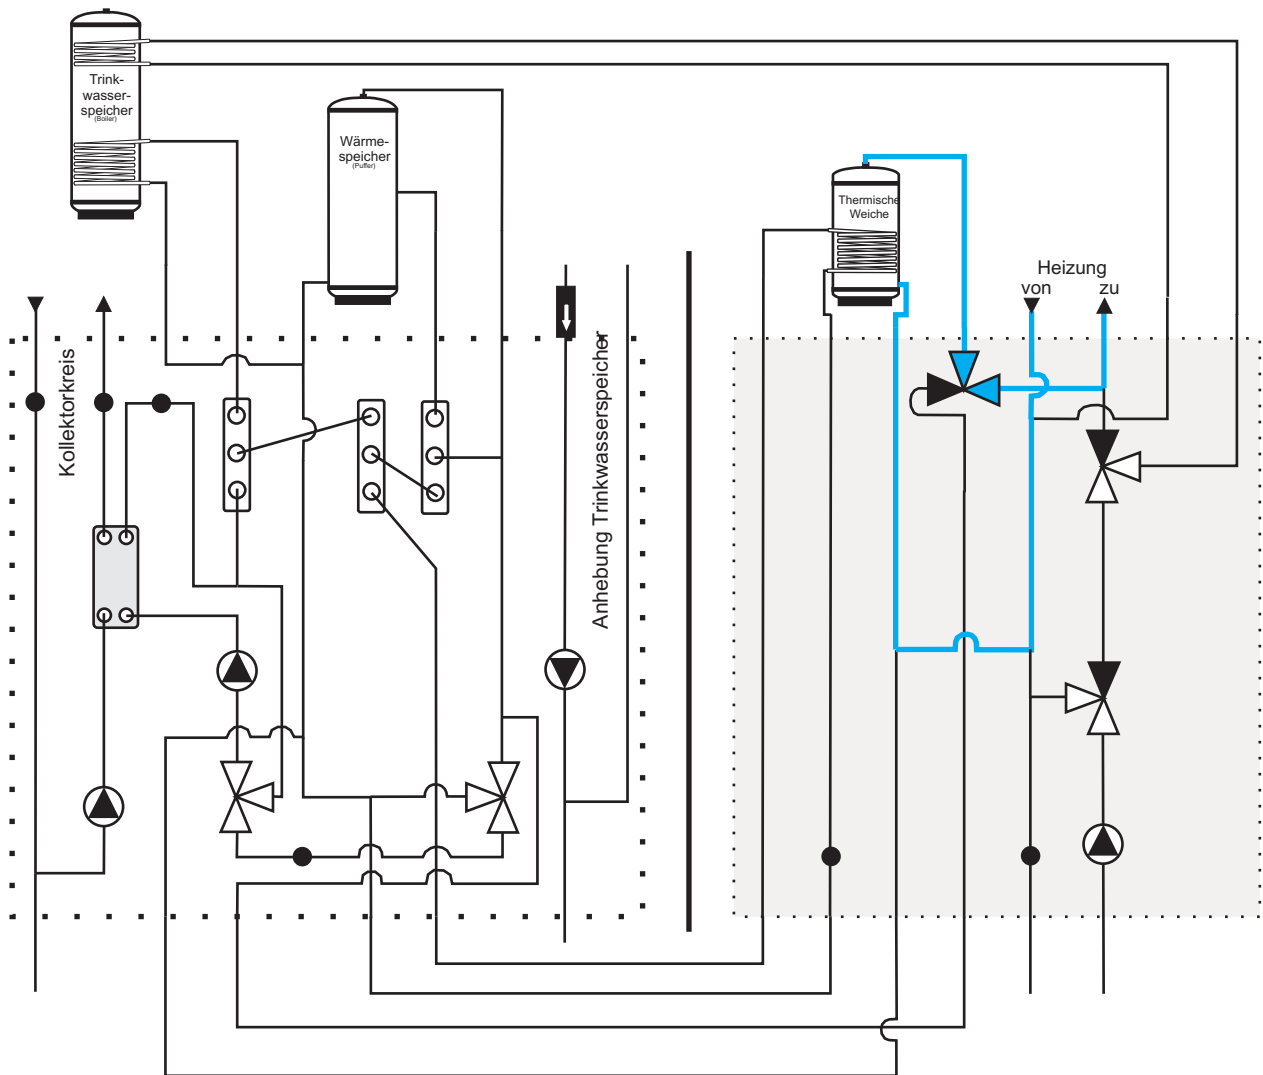 Trink-
wasser-
speicher
(Boiler)
Wärme-
speicher
(Puffer)
Thermische
Weiche
Heizung
von zu
Kollektorkreis
Anhebung Trinkwasserspeicher